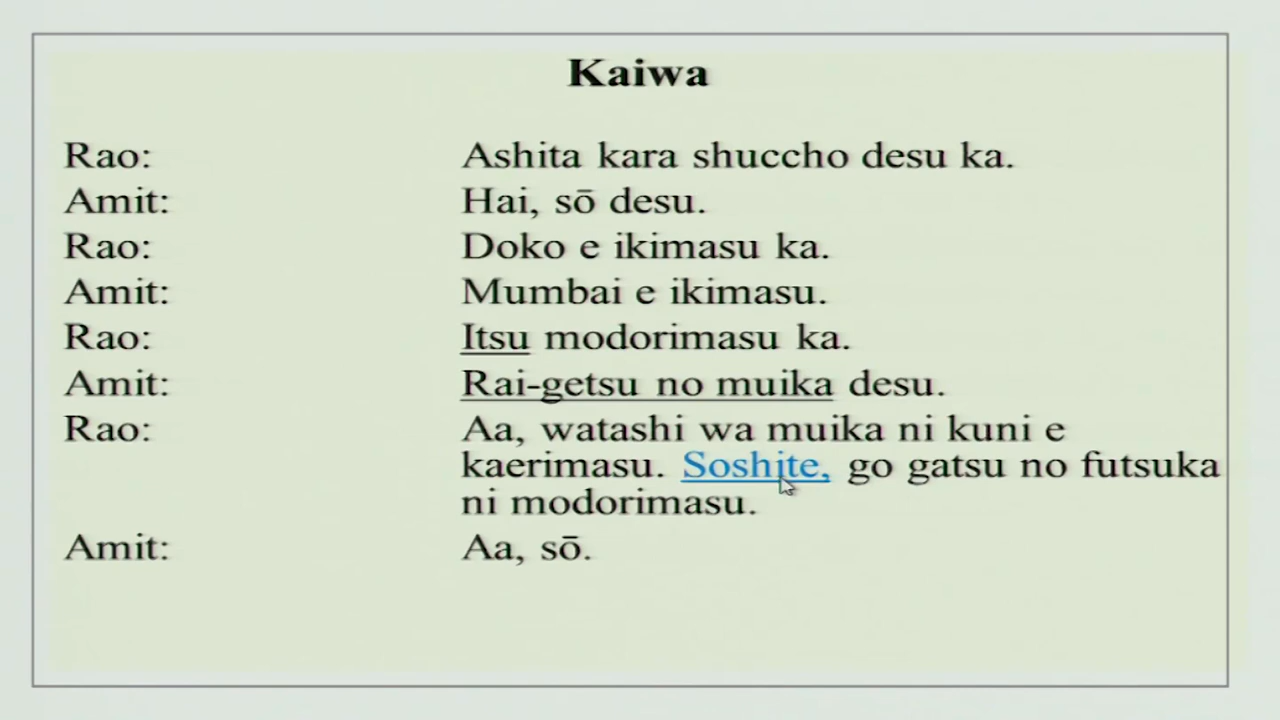 Kaiwa
Rao: Ashita kara shuccho desu ka.
Amit: Hai, sō desu.
Rao: Doko e ikimasu ka.
Amit: Mumbai e ikimasu.
Rao: Itsu modorimasu ka.
Amit: Rai-getsu no muika desu.
Rao: Aa, watashi wa muika ni kuni e
kaerimasu. Soshite, go gatsu no futsuka
ni modorimasu.
Amit: Aa, sō.